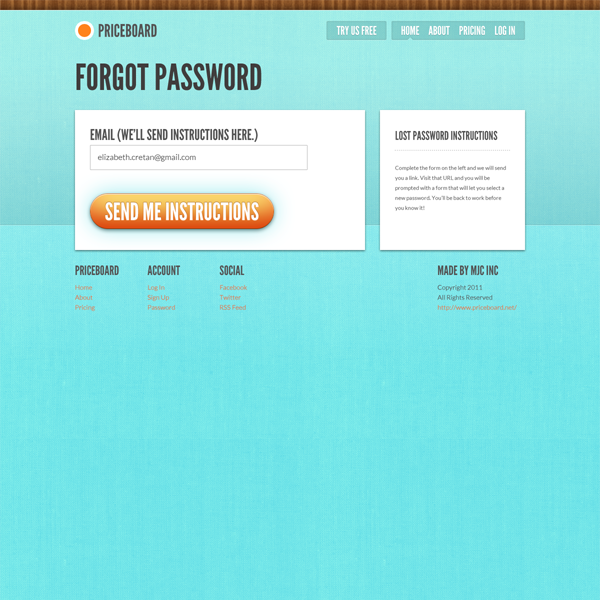 PRICEBOARD
TRY US FREE
HOME ABOUT PRICING LOG IN
FORGOT PASSWORD
EMAIL (WE'LL SEND INSTRUCTIONS HERE.)
elizabeth.cretan@gmail.com
SEND ME INSTRUCTIONS
LOST PASSWORD INSTRUCTIONS
Complete the form on the left and we will send
you a link. Visit that URL and you will be
prompted with a form that will let you select a
new password. You'll be back to work before
you know it!
PRICEBOARD
Home
About
Pricing
ACCOUNT
Log In
Sign Up
Password
SOCIAL
Facebook
Twitter
RSS Feed
MADE BY MJC INC
Copyright 2011
All Rights Reserved
http://www.priceboard.net/